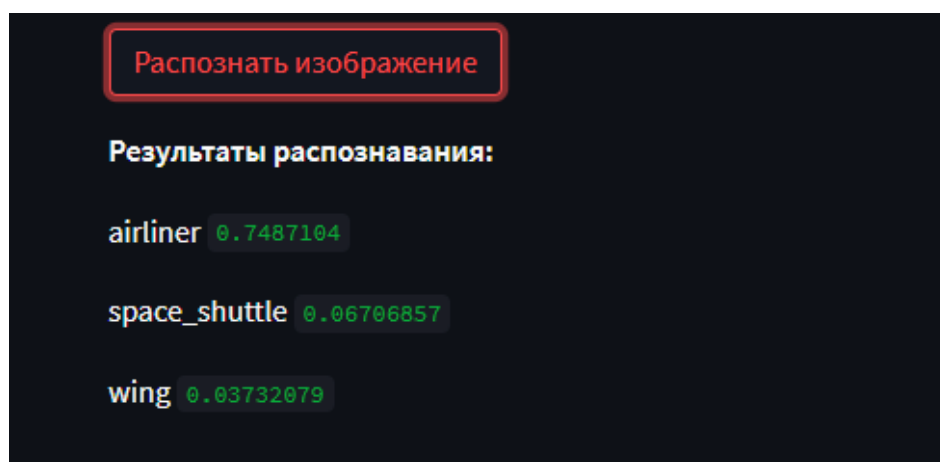 Распознать изображение
Результаты распознавания:
airliner 0.7487104
space_shuttle 0.06706857
wing 0.03732079